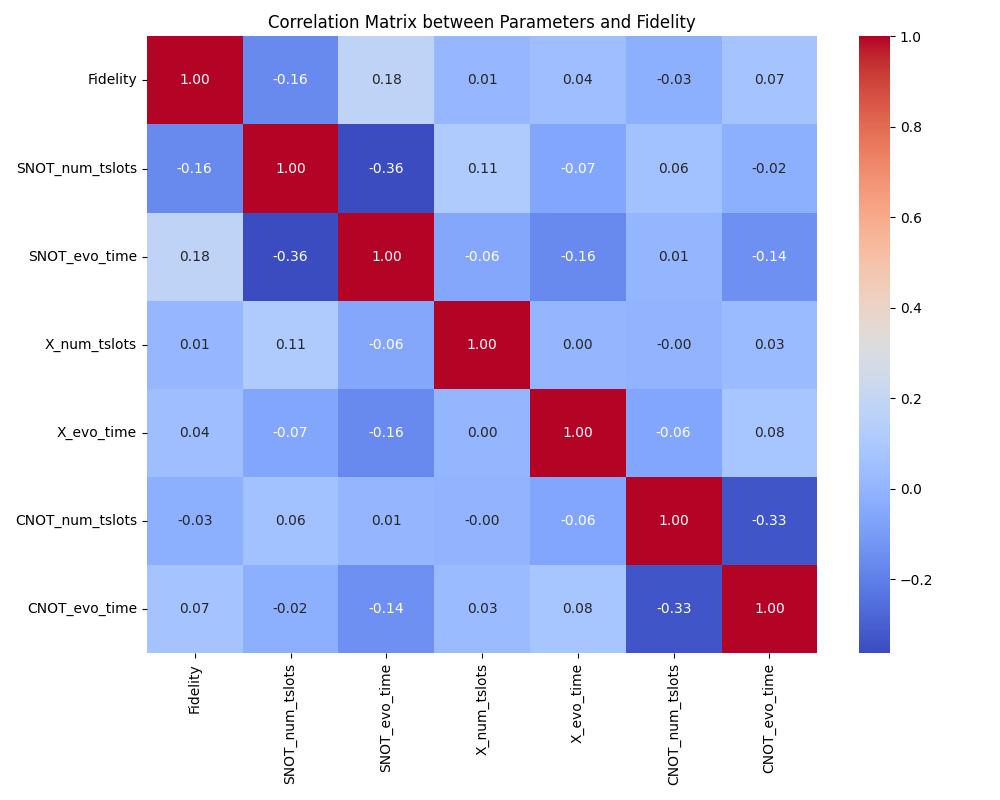 Correlation Matrix between Parameters and Fidelity
Fidelity 1.00 -0.16 0.18 0.01 0.04 -0.03 0.07
SNOT_num_tslots -0.16 1.00 -0.36 0.11 -0.07 0.06 -0.02
SNOT_evo_time 0.18 -0.36 1.00 -0.06 -0.16 0.01 -0.14
X_num_tslots 0.01 0.11 -0.06 1.00 0.00 -0.00 0.03
X_evo_time 0.04 -0.07 -0.16 0.00 1.00 -0.06 0.08
CNOT_num_tslots -0.03 0.06 0.01 -0.00 -0.06 1.00 -0.33
CNOT_evo_time 0.07 -0.02 -0.14 0.03 0.08 -0.33 1.00
Fidelity
SNOT_num_tslots
SNOT_evo_time
X_num_tslots
X_evo_time
CNOT_num_tslots
CNOT_evo_time
1.0
0.8
0.6
0.4
0.2
0.0
−0.2